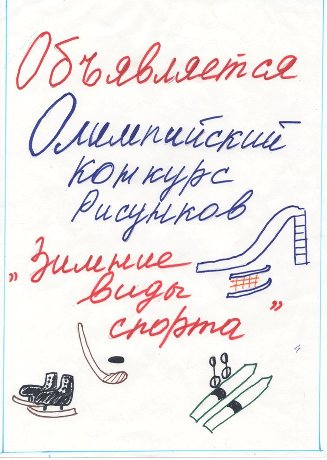 Объявляется
Олимпийский
конкурс
рисунков
„Зимние
виды
спорта”